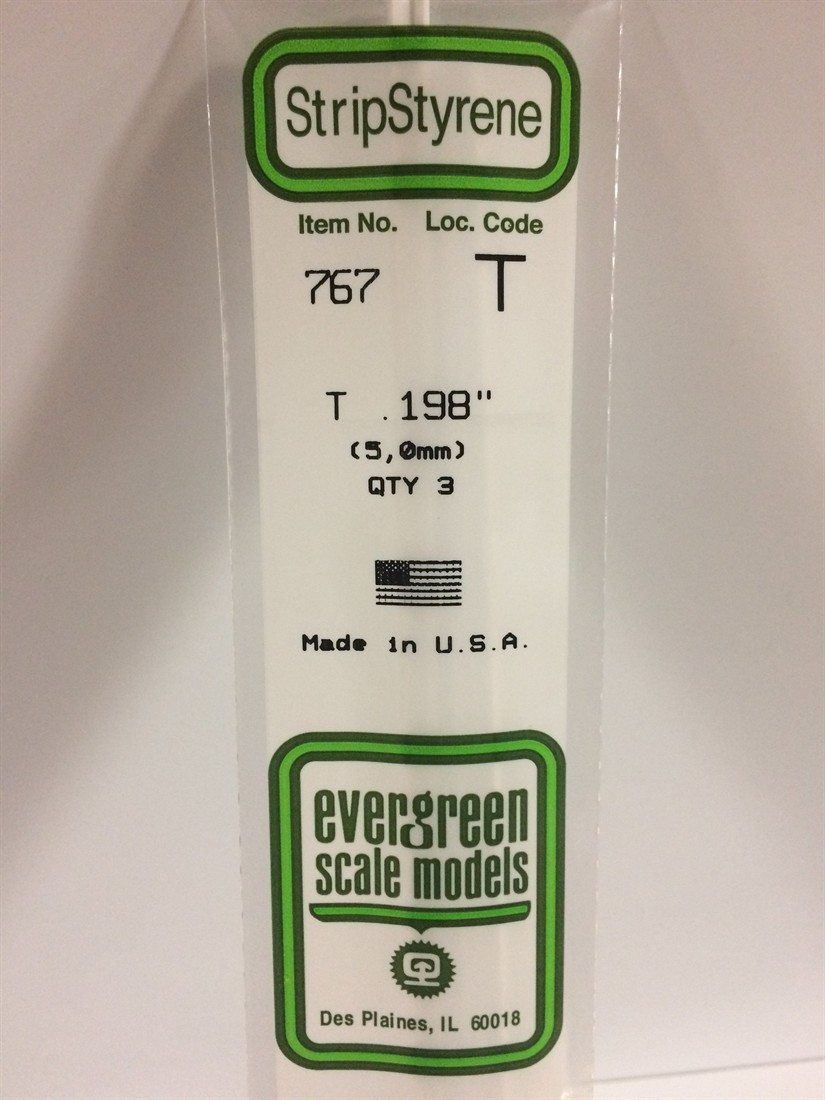 StripStyrene
Item No. Loc. Code
767 T
T .198"
(5,0mm)
QTY 3
Made in U.S.A.
evergreen
scale models
Des Plaines, IL 60018